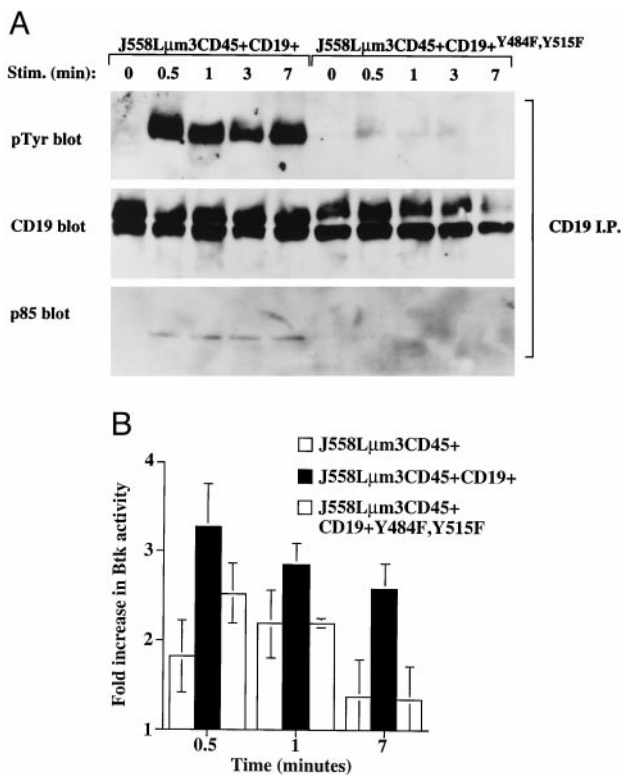 A
J558Lμm3CD45+CD19+ J558Lμm3CD45+CD19+Y484F,Y515F
Stim. (min): 0 0.5 1 3 7 0 0.5 1 3 7
pTyr blot
CD19 blot
CD19 I.P.
p85 blot
B
J558Lμm3CD45+
J558Lμm3CD45+CD19+
J558Lμm3CD45+
CD19+Y484F,Y515F
Fold increase in Btk activity
4
3
2
1
0.5 1 7
Time (minutes)